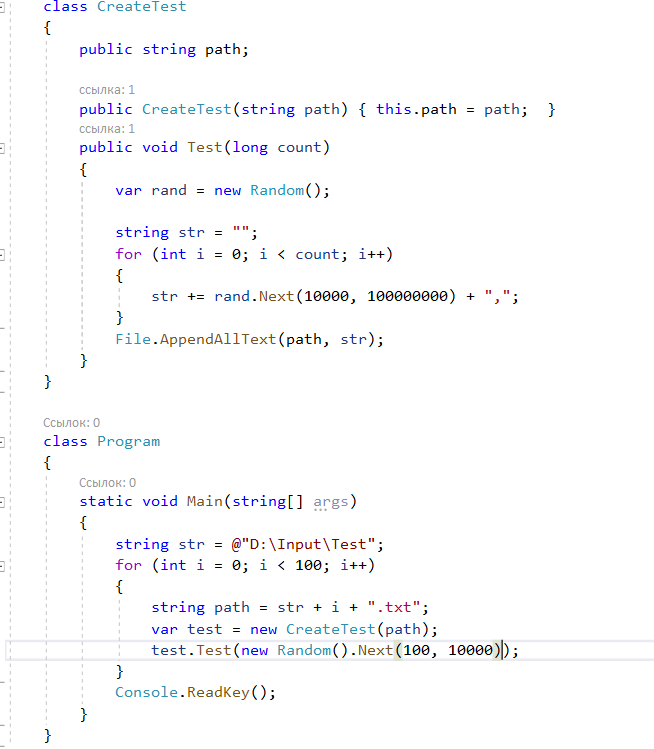 class CreateTest
{
public string path;
ссылка: 1
public CreateTest(string path) { this.path = path;  }
ссылка: 1
public void Test(long count)
{
var rand = new Random();
string str = "";
for (int i = 0; i < count; i++)
{
str += rand.Next(10000, 100000000) + ",";
}
File.AppendAllText(path, str);
}
}
Ссылок: 0
class Program
{
Ссылок: 0
static void Main(string[] args)
{
string str = @"D:\Input\Test";
for (int i = 0; i < 100; i++)
{
string path = str + i + ".txt";
var test = new CreateTest(path);
test.Test(new Random().Next(100, 10000));
}
Console.ReadKey();
}
}